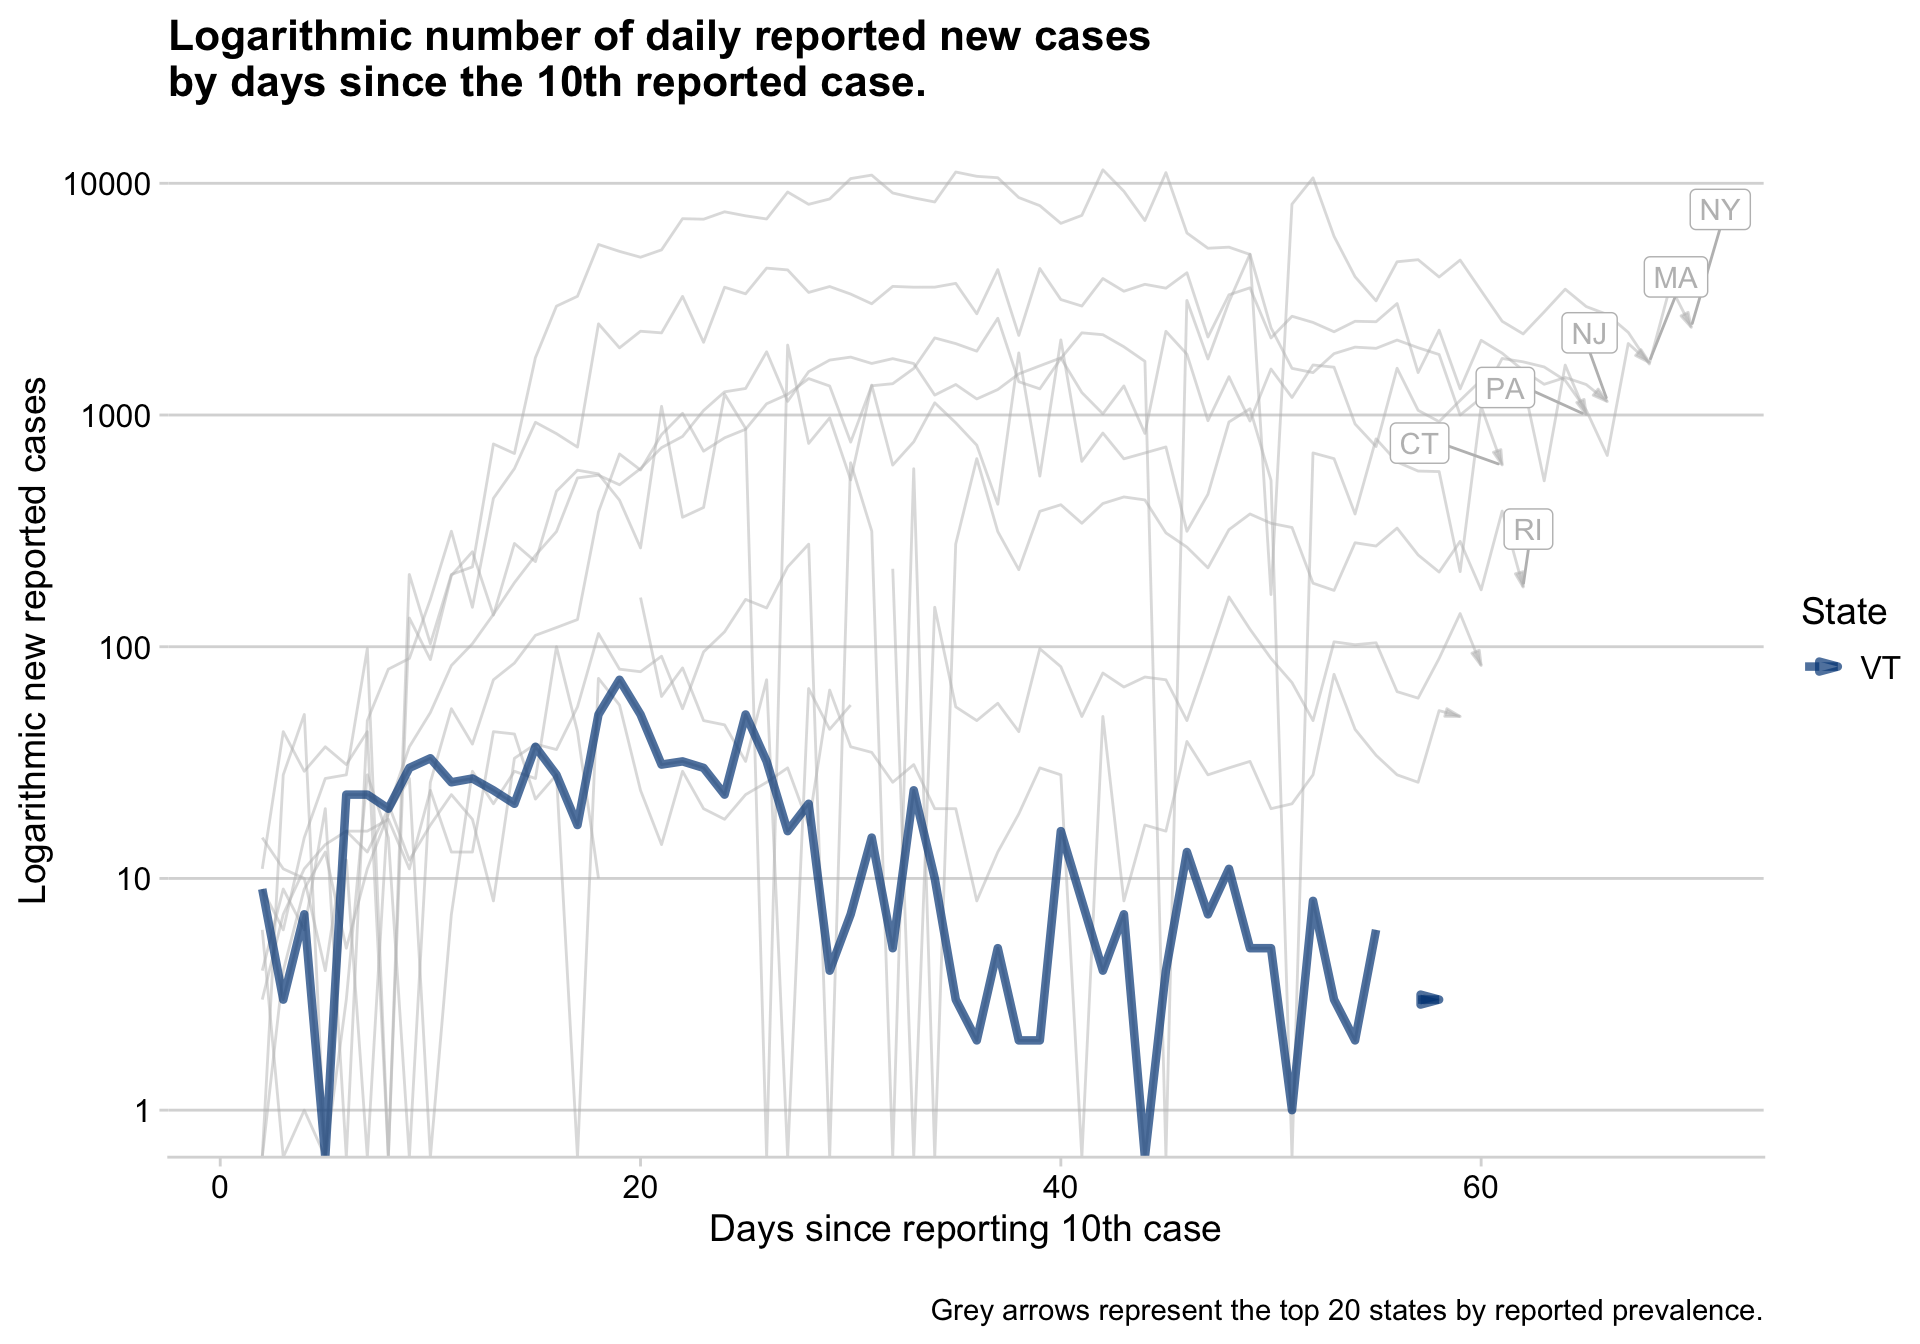 Logarithmic number of daily reported new cases
by days since the 10th reported case.
10000
1000
100
10
1
Logarithmic new reported cases
NY
MA
NJ
PA
CT
RI
State
VT
0 20 40 60
Days since reporting 10th case
Grey arrows represent the top 20 states by reported prevalence.